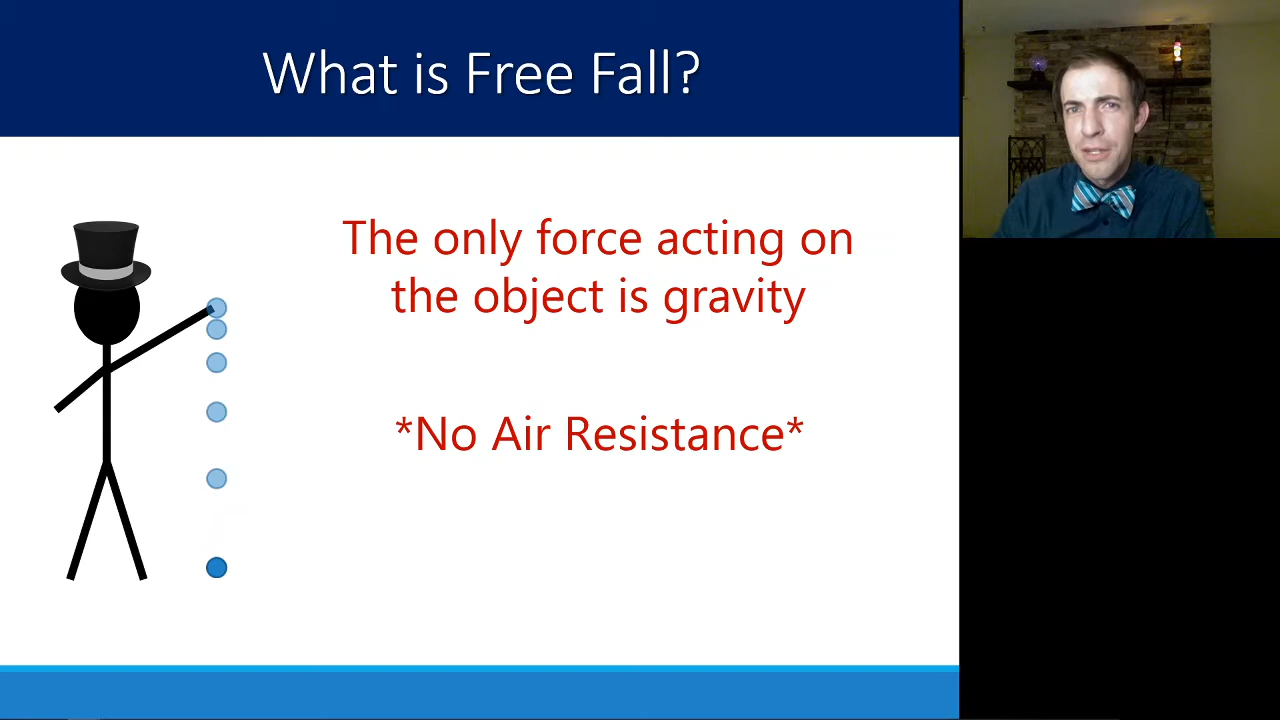 What is Free Fall?
The only force acting on
the object is gravity
*No Air Resistance*